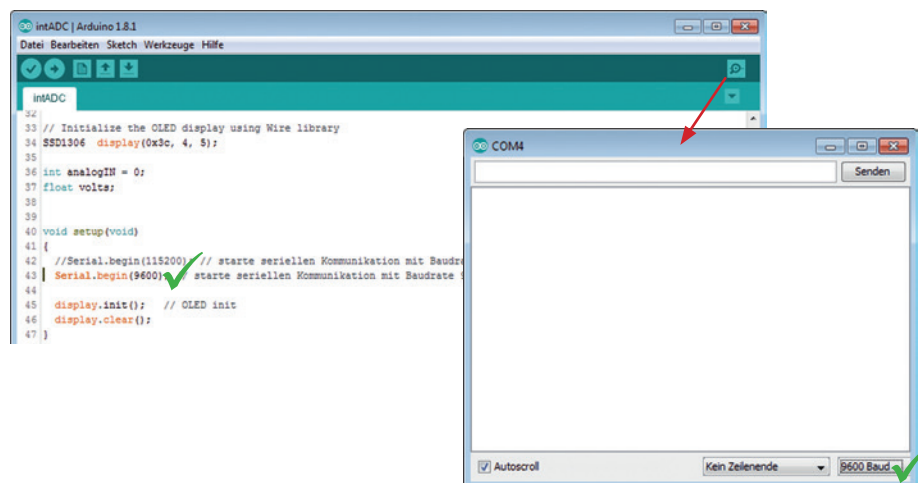 intADC | Arduino 1.8.1
Datei Bearbeiten Sketch Werkzeuge Hilfe
intADC
32
33 // Initialize the OLED display using Wire library
34 SSD1306 display(0x3c, 4, 5);
35
36 int analogIN = 0;
37 float volts;
38
39
40 void setup(void)
41 {
42 //Serial.begin(115200); // starte seriellen Kommunikation mit
43 Serial.begin(9600); // starte seriellen Kommunikation mit Baudrate
44
45 display.init(); // OLED init
46 display.clear();
47 }
COM4
Senden
Autoscroll
Kein Zeilenende
9600 Baud